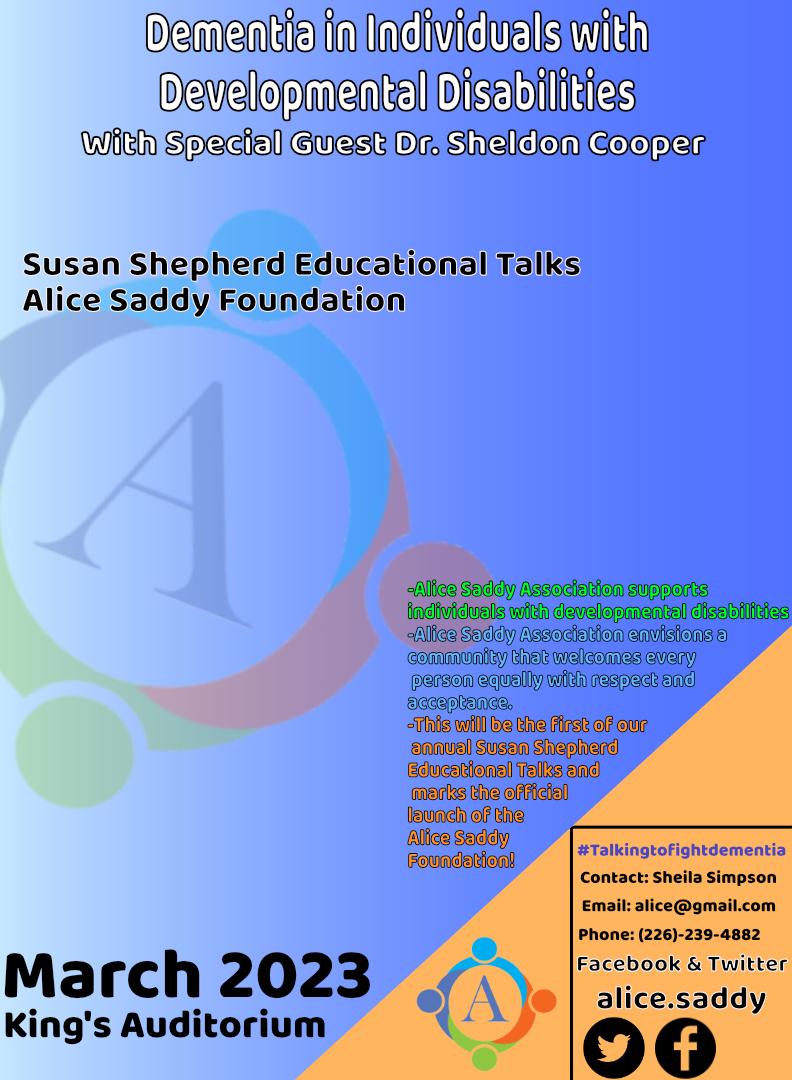 Dementia in Individuals with
Developmental Disabilities
With Special Guest Dr. Sheldon Cooper
Susan Shepherd Educational Talks
Alice Saddy Foundation
A
-Alice Saddy Association supports
individuals with developmental disabilities
-Alice Saddy Association envisions a
community that welcomes every
person equally with respect and
acceptance.
-This will be the first of our
annual Susan Shepherd
Educational Talks and
marks the official
launch of the
Alice Saddy
Foundation!
#Talkingtofightdementia
Contact: Sheila Simpson
Email: alice@gmail.com
Phone: (226)-239-4882
Facebook & Twitter
alice.saddy
March 2023
King's Auditorium
A